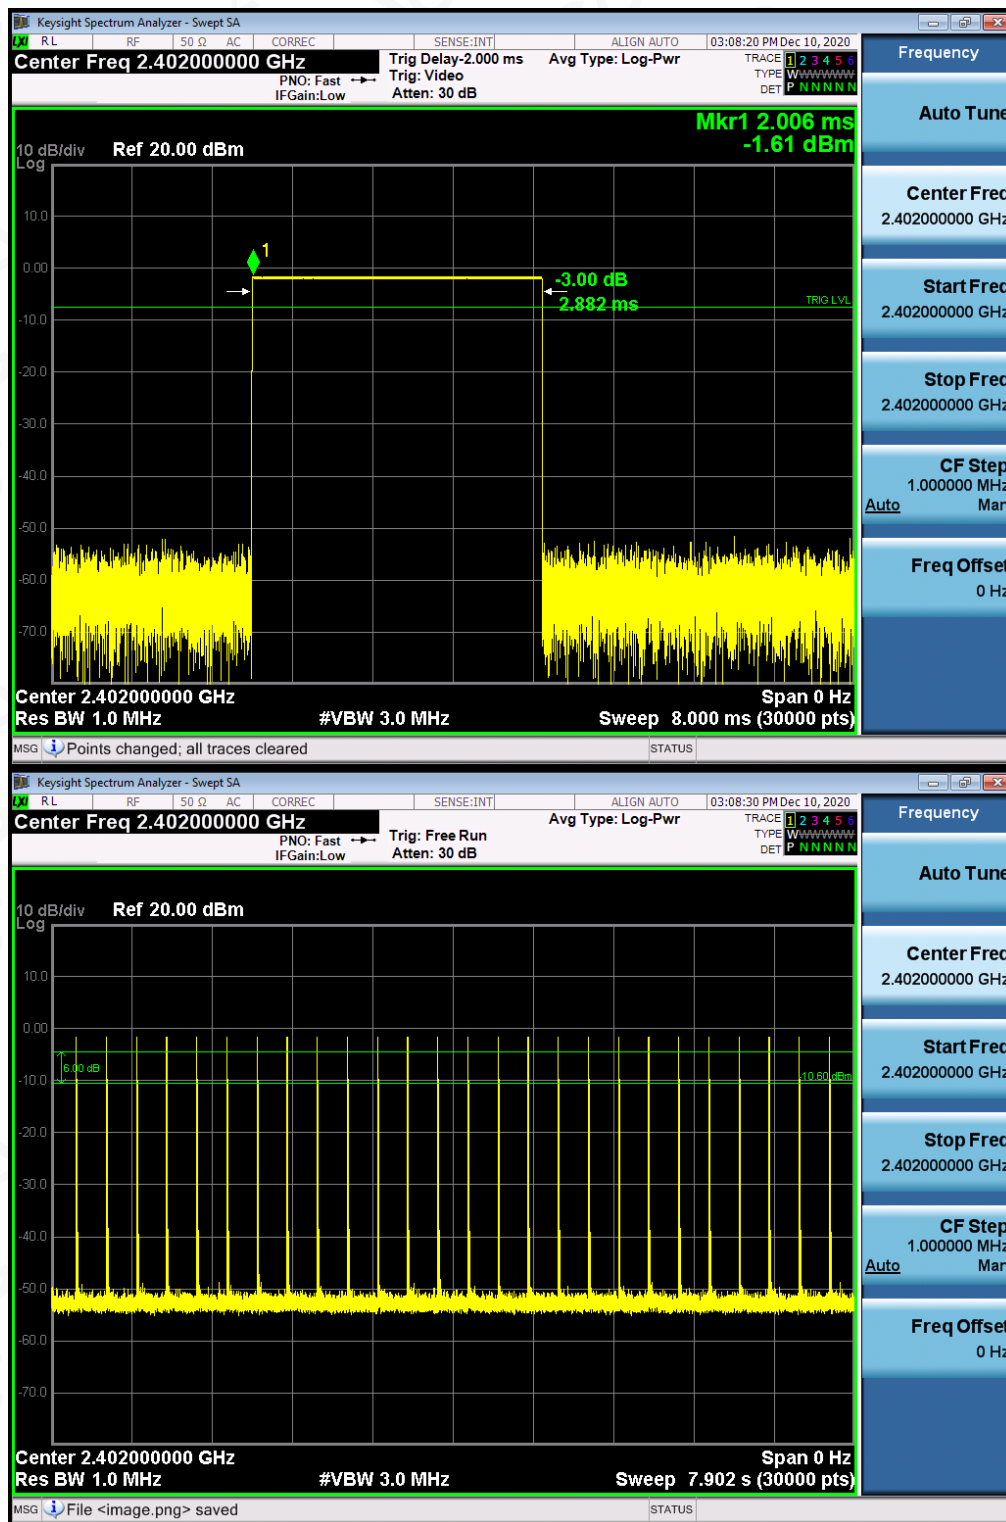 Keysight Spectrum Analyzer - Swept SA
LXI RL RF 50 Ω AC CORREC SENSE:INT ALIGN AUTO 03:08:20 PM Dec 10, 2020
Center Freq 2.402000000 GHz Trig Delay-2.000 ms Avg Type: Log-Pwr TRACE 1 2 3 4 5 6
PNO: Fast Trig: Video TYPE WWWWWWW
IFGain:Low Atten: 30 dB DET P N N N N N
Mkr1 2.006 ms
-1.61 dBm
10 dB/div Ref 20.00 dBm
Log
10.0
1
0.00
-3.00 dB
2.882 ms
TRIG LVL
-10.0
-20.0
-30.0
-40.0
-50.0
-60.0
-70.0
Center 2.402000000 GHz Span 0 Hz
Res BW 1.0 MHz #VBW 3.0 MHz Sweep 8.000 ms (30000 pts)
MSG Points changed; all traces cleared STATUS
Frequency
Auto Tune
Center Freq
2.402000000 GHz
Start Freq
2.402000000 GHz
Stop Freq
2.402000000 GHz
CF Step
1.000000 MHz
Auto Man
Freq Offset
0 Hz
Keysight Spectrum Analyzer - Swept SA
LXI RL RF 50 Ω AC CORREC SENSE:INT ALIGN AUTO 03:08:30 PM Dec 10, 2020
Center Freq 2.402000000 GHz Avg Type: Log-Pwr TRACE 1 2 3 4 5 6
PNO: Fast Trig: Free Run TYPE WWWWWWW
IFGain:Low Atten: 30 dB DET P N N N N N
10 dB/div Ref 20.00 dBm
Log
10.0
0.00
6.00 dB
-10.60 dBm
-10.0
-20.0
-30.0
-40.0
-50.0
-60.0
-70.0
Center 2.402000000 GHz Span 0 Hz
Res BW 1.0 MHz #VBW 3.0 MHz Sweep 7.902 s (30000 pts)
MSG File <image.png> saved STATUS
Frequency
Auto Tune
Center Freq
2.402000000 GHz
Start Freq
2.402000000 GHz
Stop Freq
2.402000000 GHz
CF Step
1.000000 MHz
Auto Man
Freq Offset
0 Hz